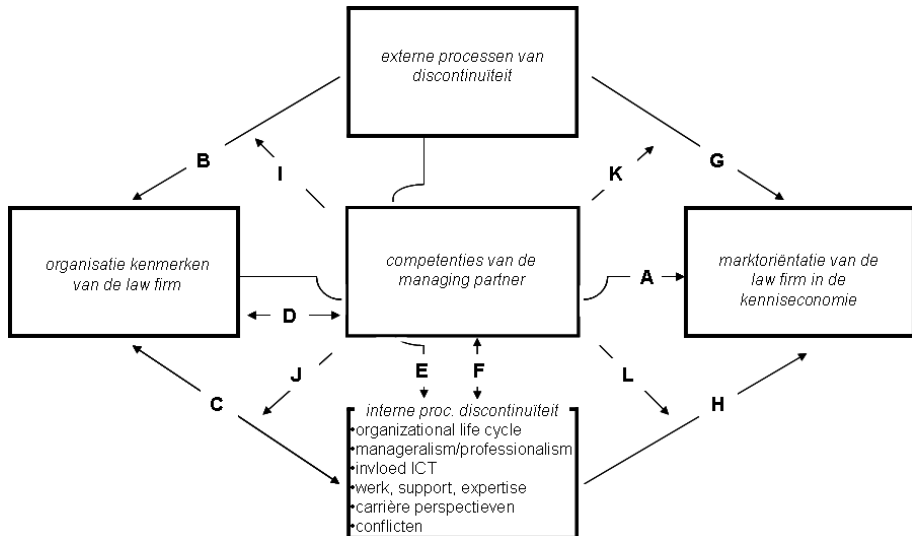 externe processen van
discontinuïteit
B
I
K
G
organisatie kenmerken
van de law firm
competenties van de
managing partner
A
marktoriëntatie van de
law firm in de
kenniseconomie
D
C
J
E
F
L
H
interne proc. discontinuïteit
•organizational life cycle
•manageralism/professionalism
•invloed ICT
•werk, support, expertise
•carrière perspectieven
•conflicten